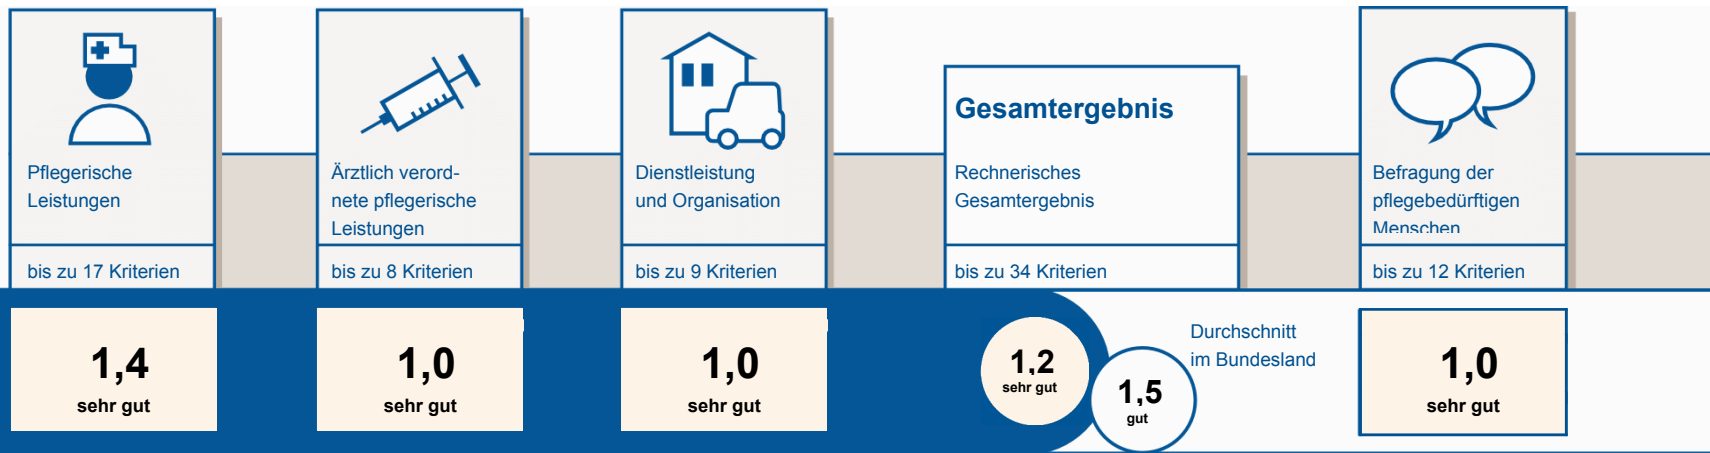 Pflegerische
Leistungen
bis zu 17 Kriterien
1,4
sehr gut
Ärztlich verord-
nete pflegerische
Leistungen
bis zu 8 Kriterien
1,0
sehr gut
Dienstleistung
und Organisation
bis zu 9 Kriterien
1,0
sehr gut
Gesamtergebnis
Rechnerisches
Gesamtergebnis
bis zu 34 Kriterien
1,2
sehr gut
1,5
gut
Durchschnitt
im Bundesland
Befragung der
pflegebedürftigen
Menschen
bis zu 12 Kriterien
1,0
sehr gut